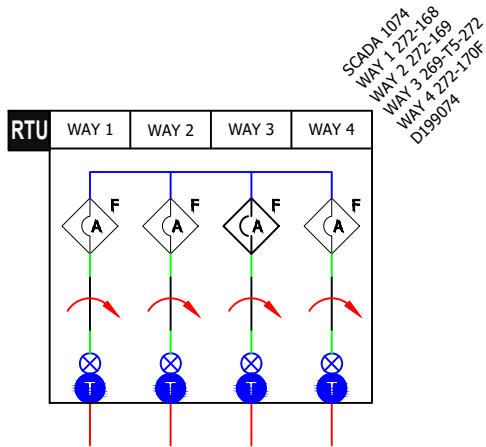 SCADA 1074
WAY 1 272-168
WAY 2 272-169
WAY 3 269-T5-272
WAY 4 272-170F
D199074
RTU WAY 1 WAY 2 WAY 3 WAY 4
F F F F
A A A A
T T T T